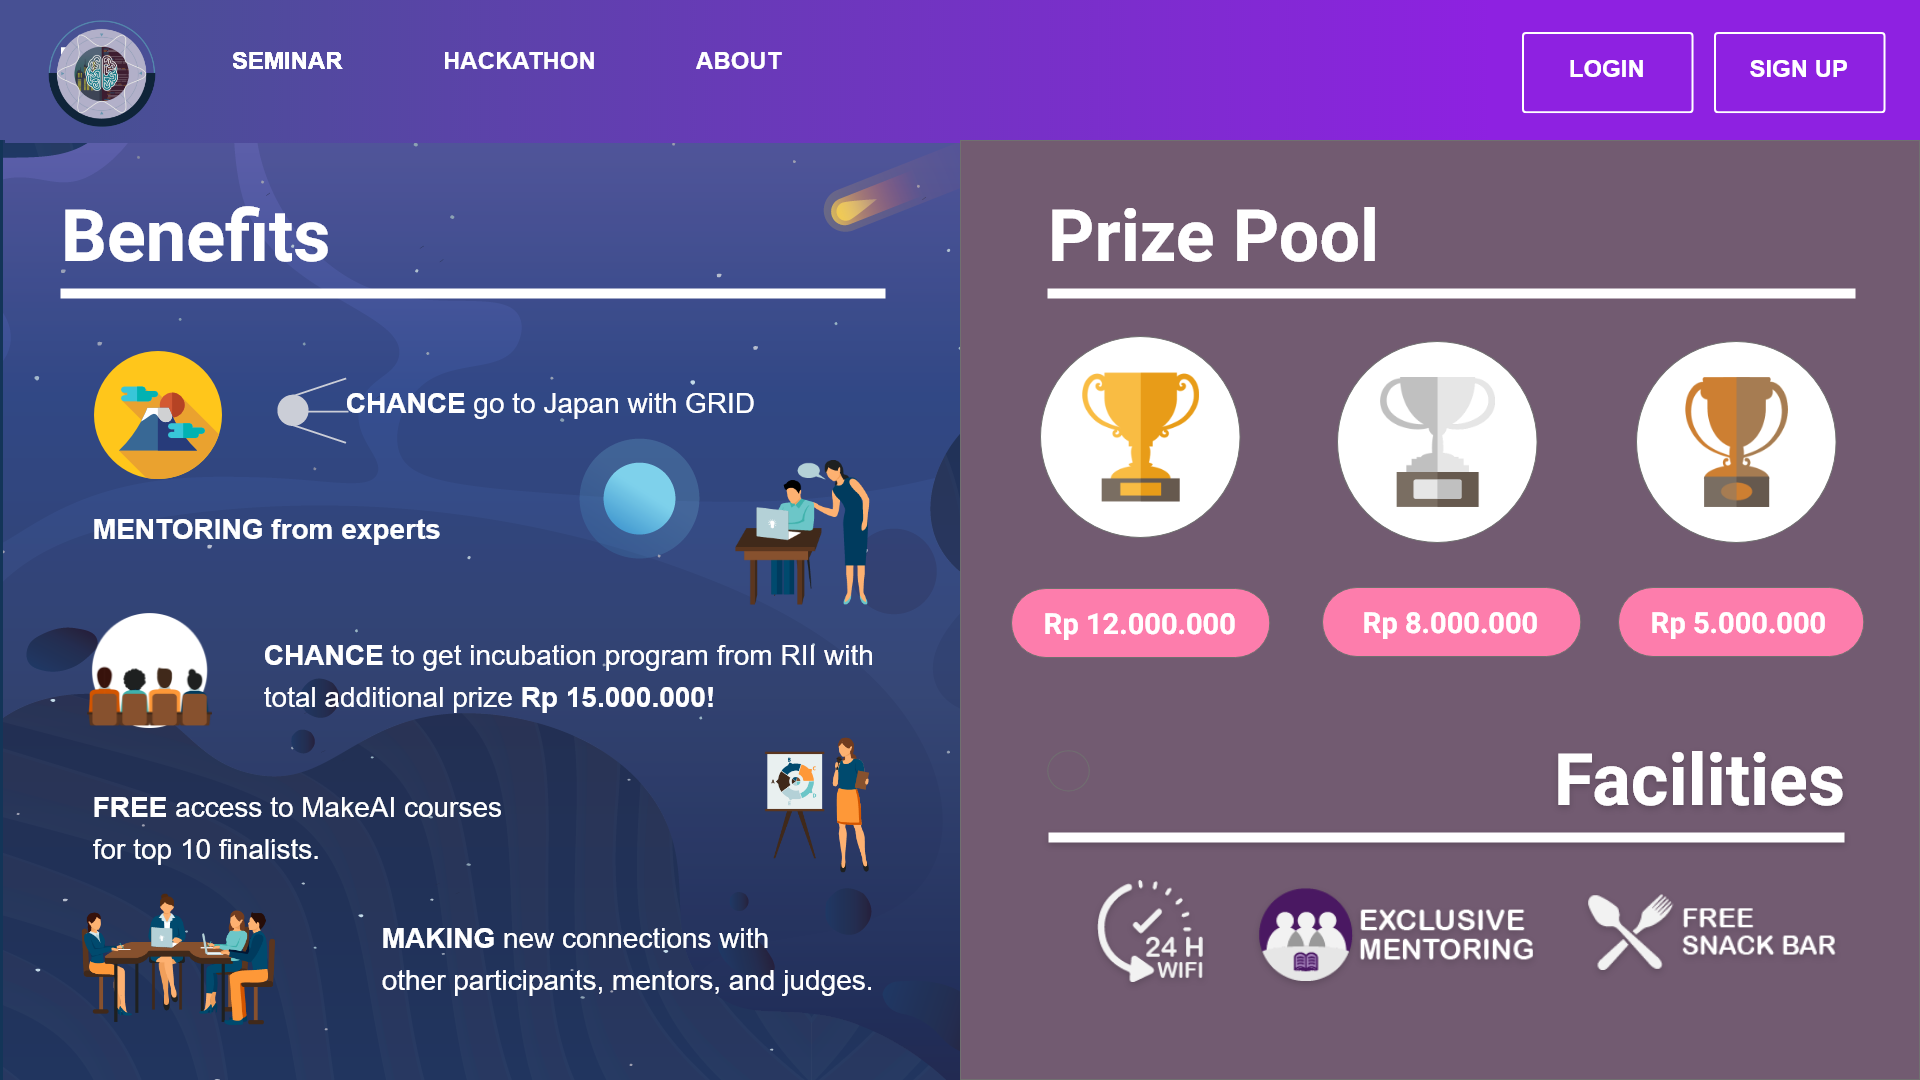 SEMINAR
HACKATHON
ABOUT
LOGIN
SIGN UP
Benefits
CHANCE go to Japan with GRID
MENTORING from experts
CHANCE to get incubation program from RII with
total additional prize Rp 15.000.000!
FREE access to MakeAI courses
for top 10 finalists.
MAKING new connections with
other participants, mentors, and judges.
Prize Pool
Rp 12.000.000
Rp 8.000.000
Rp 5.000.000
Facilities
24 H
WIFI
EXCLUSIVE
MENTORING
FREE
SNACK BAR